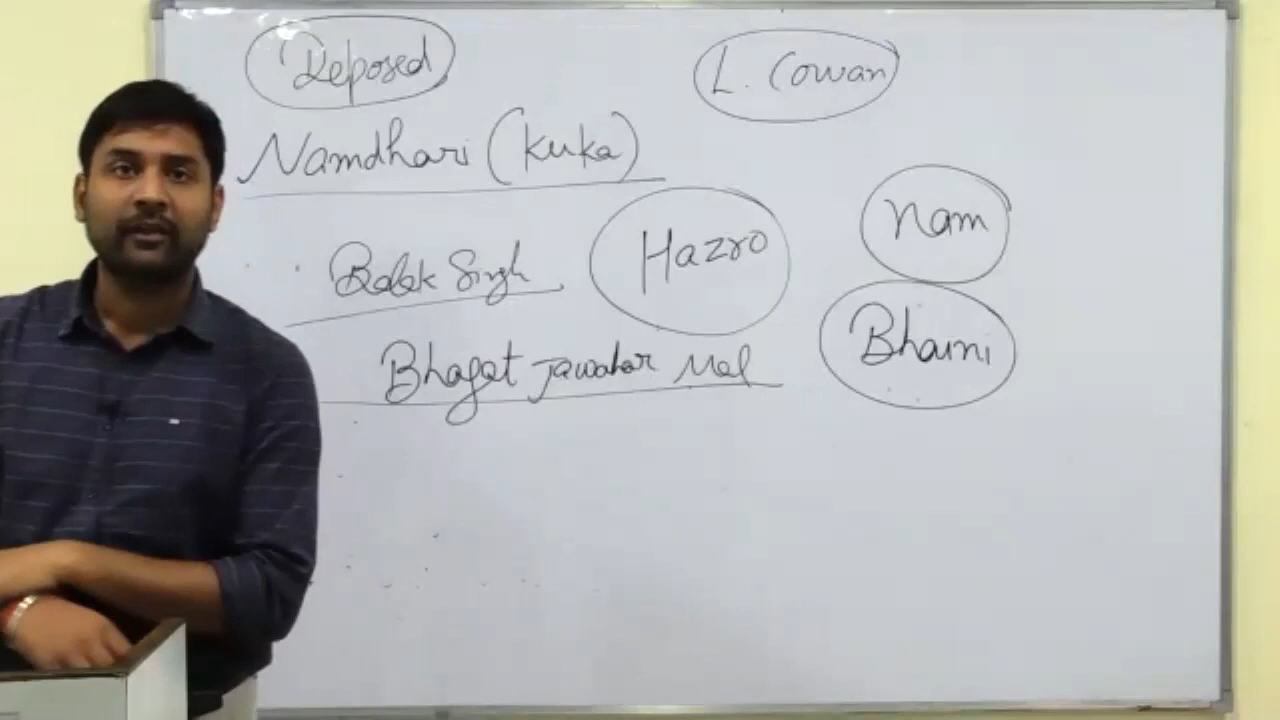 Deposed
L. Cowan
Namdhari (Kuka)
Balak Singh
Hazro
Nam
Bhagat Jawahar Mal
Bhaini